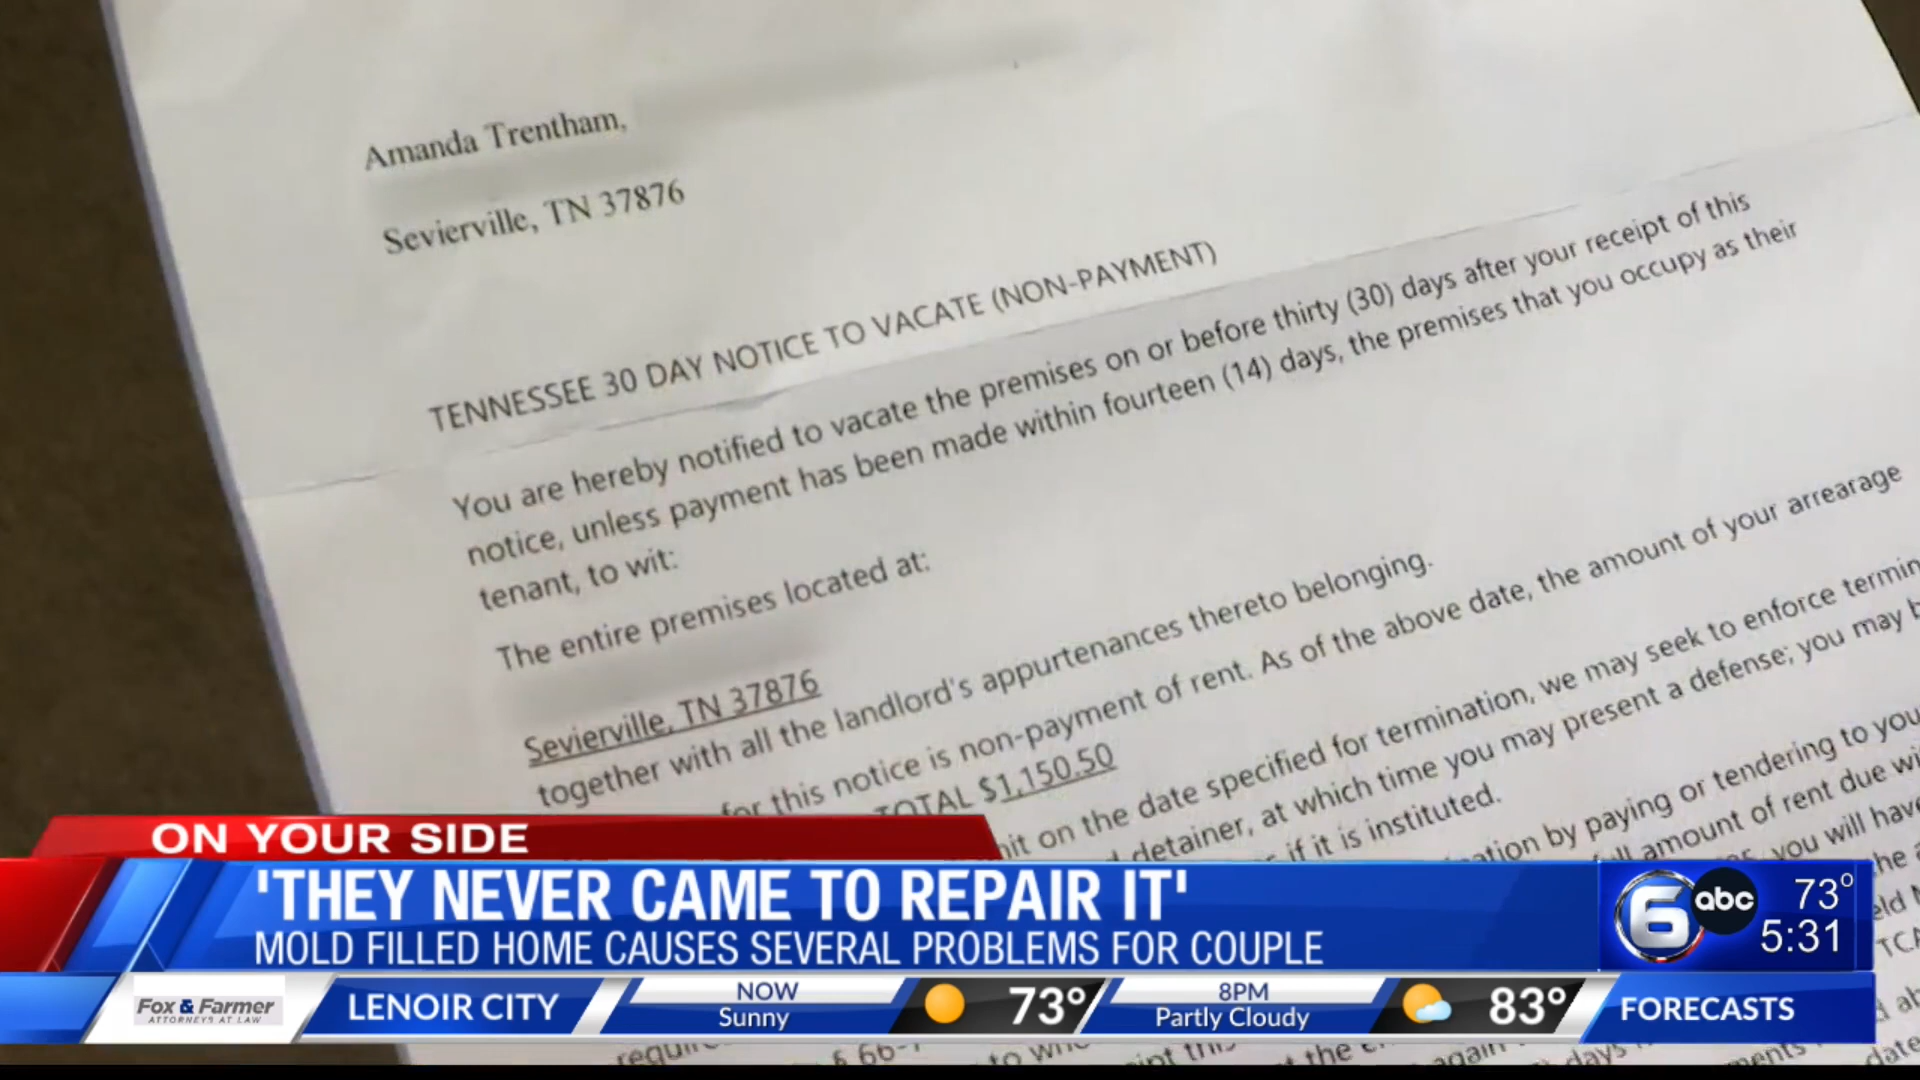 Amanda Trentham,
Sevierville, TN 37876
TENNESSEE 30 DAY NOTICE TO VACATE (NON-PAYMENT)
You are hereby notified to vacate the premises on or before thirty (30) days after your receipt of this
notice, unless payment has been made within fourteen (14) days, the premises that you occupy as their
tenant, to wit:
The entire premises located at:
Sevierville, TN 37876
together with all the landlord's appurtenances thereto belonging.
for this notice is non-payment of rent. As of the above date, the amount of your arrearage
TOTAL $1,150.50
on the date specified for termination, we may seek to enforce
detainer, at which time you may present a defense; you may
if it is instituted.
by paying or tendering to you
amount of rent due
you will have
the
ON YOUR SIDE
'THEY NEVER CAME TO REPAIR IT'
MOLD FILLED HOME CAUSES SEVERAL PROBLEMS FOR COUPLE
6 abc 73°
5:31
Fox & Farmer
ATTORNEYS AT LAW
LENOIR CITY
NOW
Sunny
73°
8PM
Partly Cloudy
83°
FORECASTS